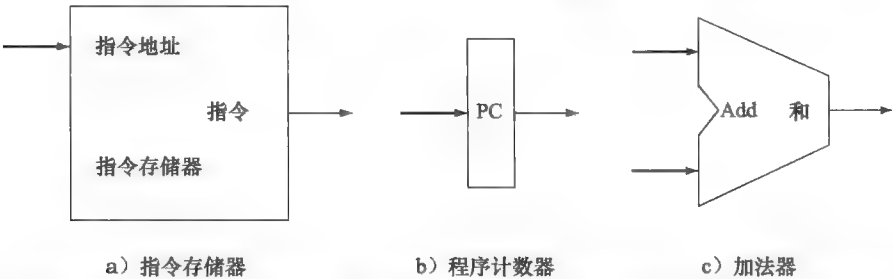 指令地址
指令
指令存储器
PC
Add 和
a）指令存储器
b）程序计数器
c）加法器